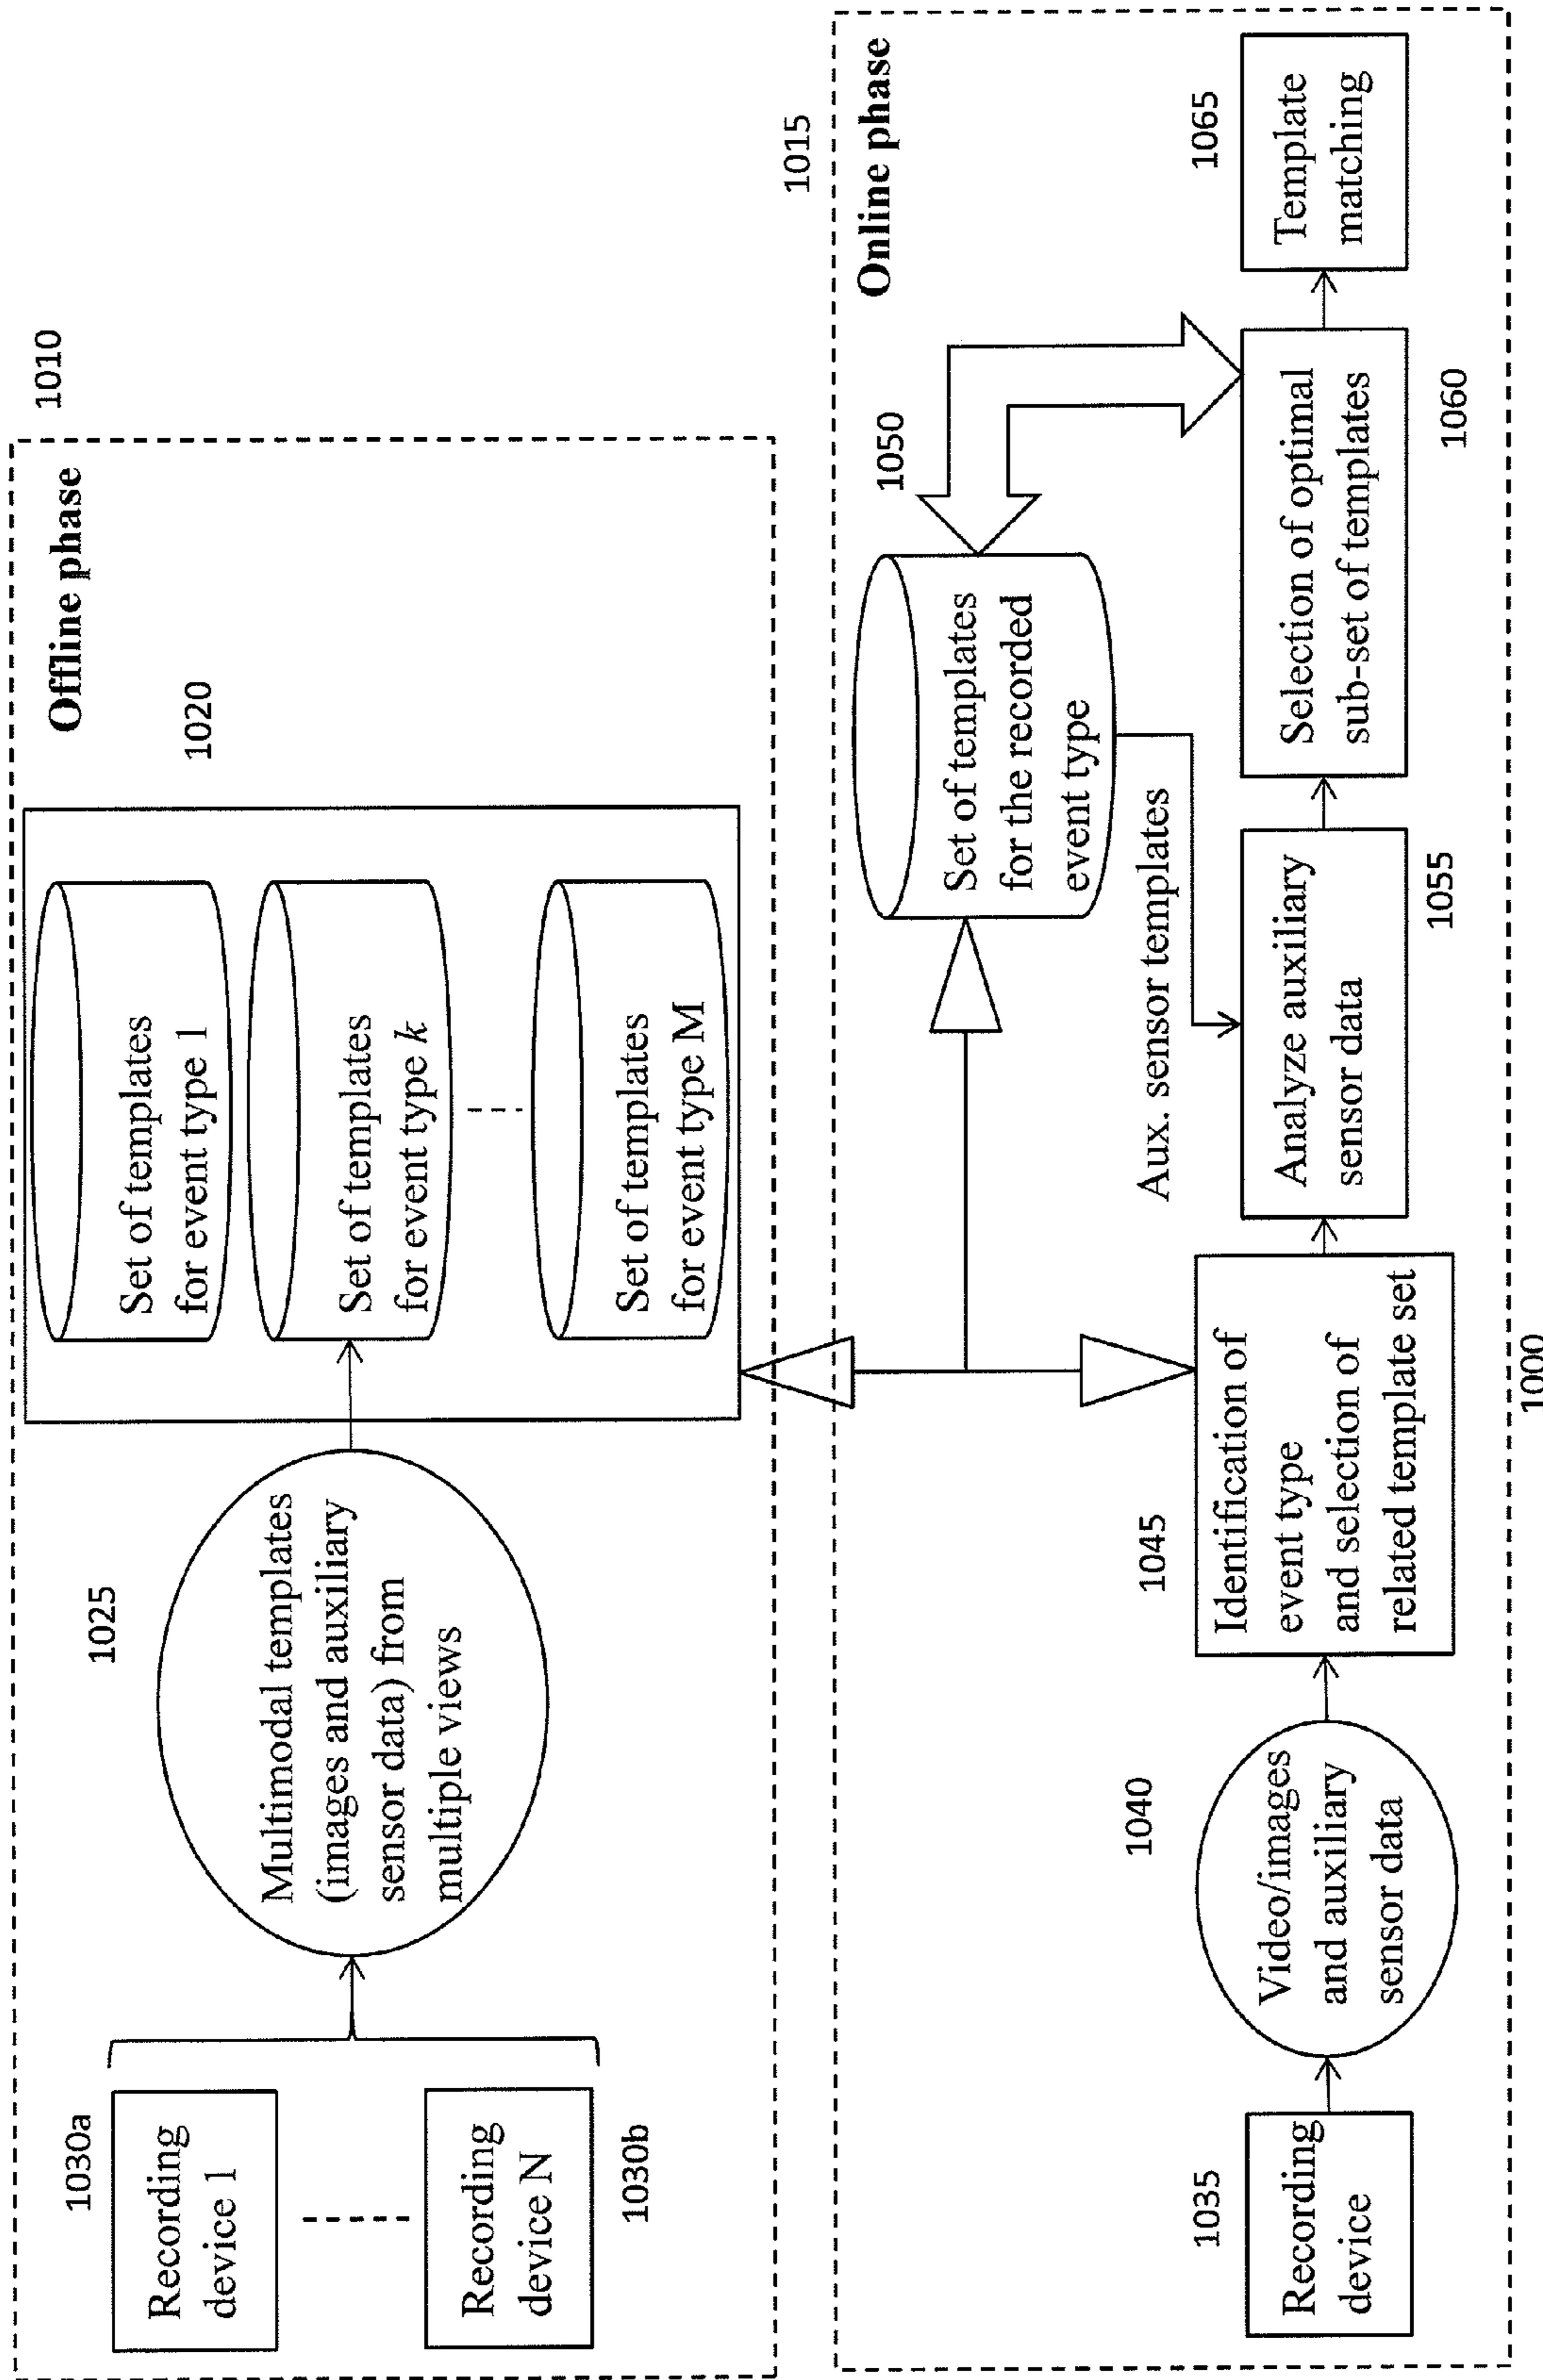 1010
Offline phase
1020
Set of templates
for event type 1
Set of templates
for event type k
Set of templates
for event type M
1025
Multimodal templates
(images and auxiliary
sensor data) from
multiple views
1030a
Recording
device 1
Recording
device N
1030b
1015
Online phase
1035
Recording
device
1040
Video/images
and auxiliary
sensor data
1045
Identification of
event type
and selection of
related template set
1050
Set of templates
for the recorded
event type
Aux. sensor templates
Analyze auxiliary
sensor data
1055
Selection of optimal
sub-set of templates
1060
1065
Template
matching
1000